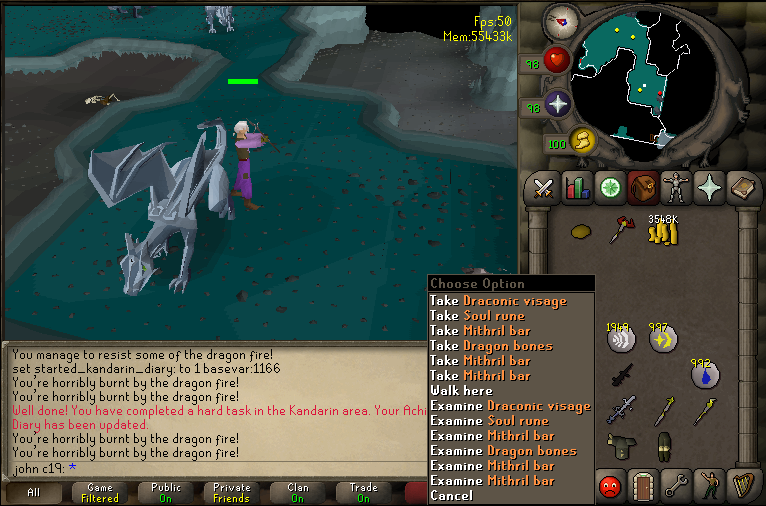 Fps:50
Mem:55433k
98
98
100
3548K
1949
997
992
Choose Option
Take Draconic visage
Take Soul rune
Take Mithril bar
Take Dragon bones
Take Mithril bar
Take Mithril bar
Walk here
Examine Draconic visage
Examine Soul rune
Examine Mithril bar
Examine Dragon bones
Examine Mithril bar
Examine Mithril bar
Cancel
You manage to resist some of the dragon fire!
set started_kandarin_diary: to 1 basevar:1166
You're horribly burnt by the dragon fire!
You're horribly burnt by the dragon fire!
Well done! You have completed a hard task in the Kandarin area. Your Achi
Diary has been updated.
You're horribly burnt by the dragon fire!
You're horribly burnt by the dragon fire!
john c19: *
All
Game
Filtered
Public
On
Private
Friends
Clan
On
Trade
On